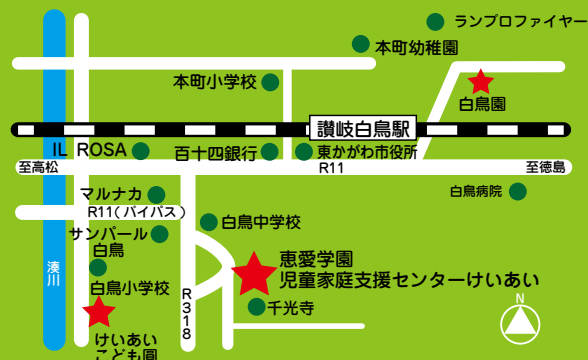 ランプロファイヤー
本町幼稚園
本町小学校
白鳥園
讃岐白鳥駅
IL ROSA
百十四銀行
東かがわ市役所
至高松
R11
至徳島
マルナカ
白鳥病院
R11(バイパス)
白鳥中学校
サンパール
白鳥
恵愛学園
児童家庭支援センターけいあい
湊川
白鳥小学校
R318
千光寺
N
けいあい
こども園